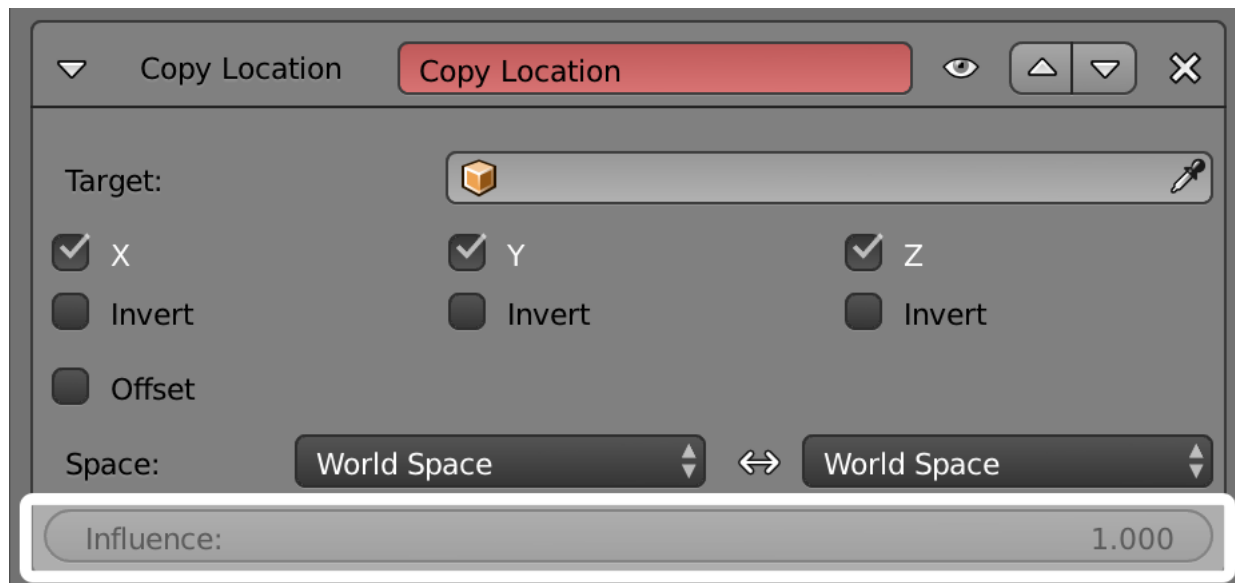 Copy Location Copy Location
Target:
X Y Z
Invert Invert Invert
Offset
Space: World Space World Space
Influence: 1.000